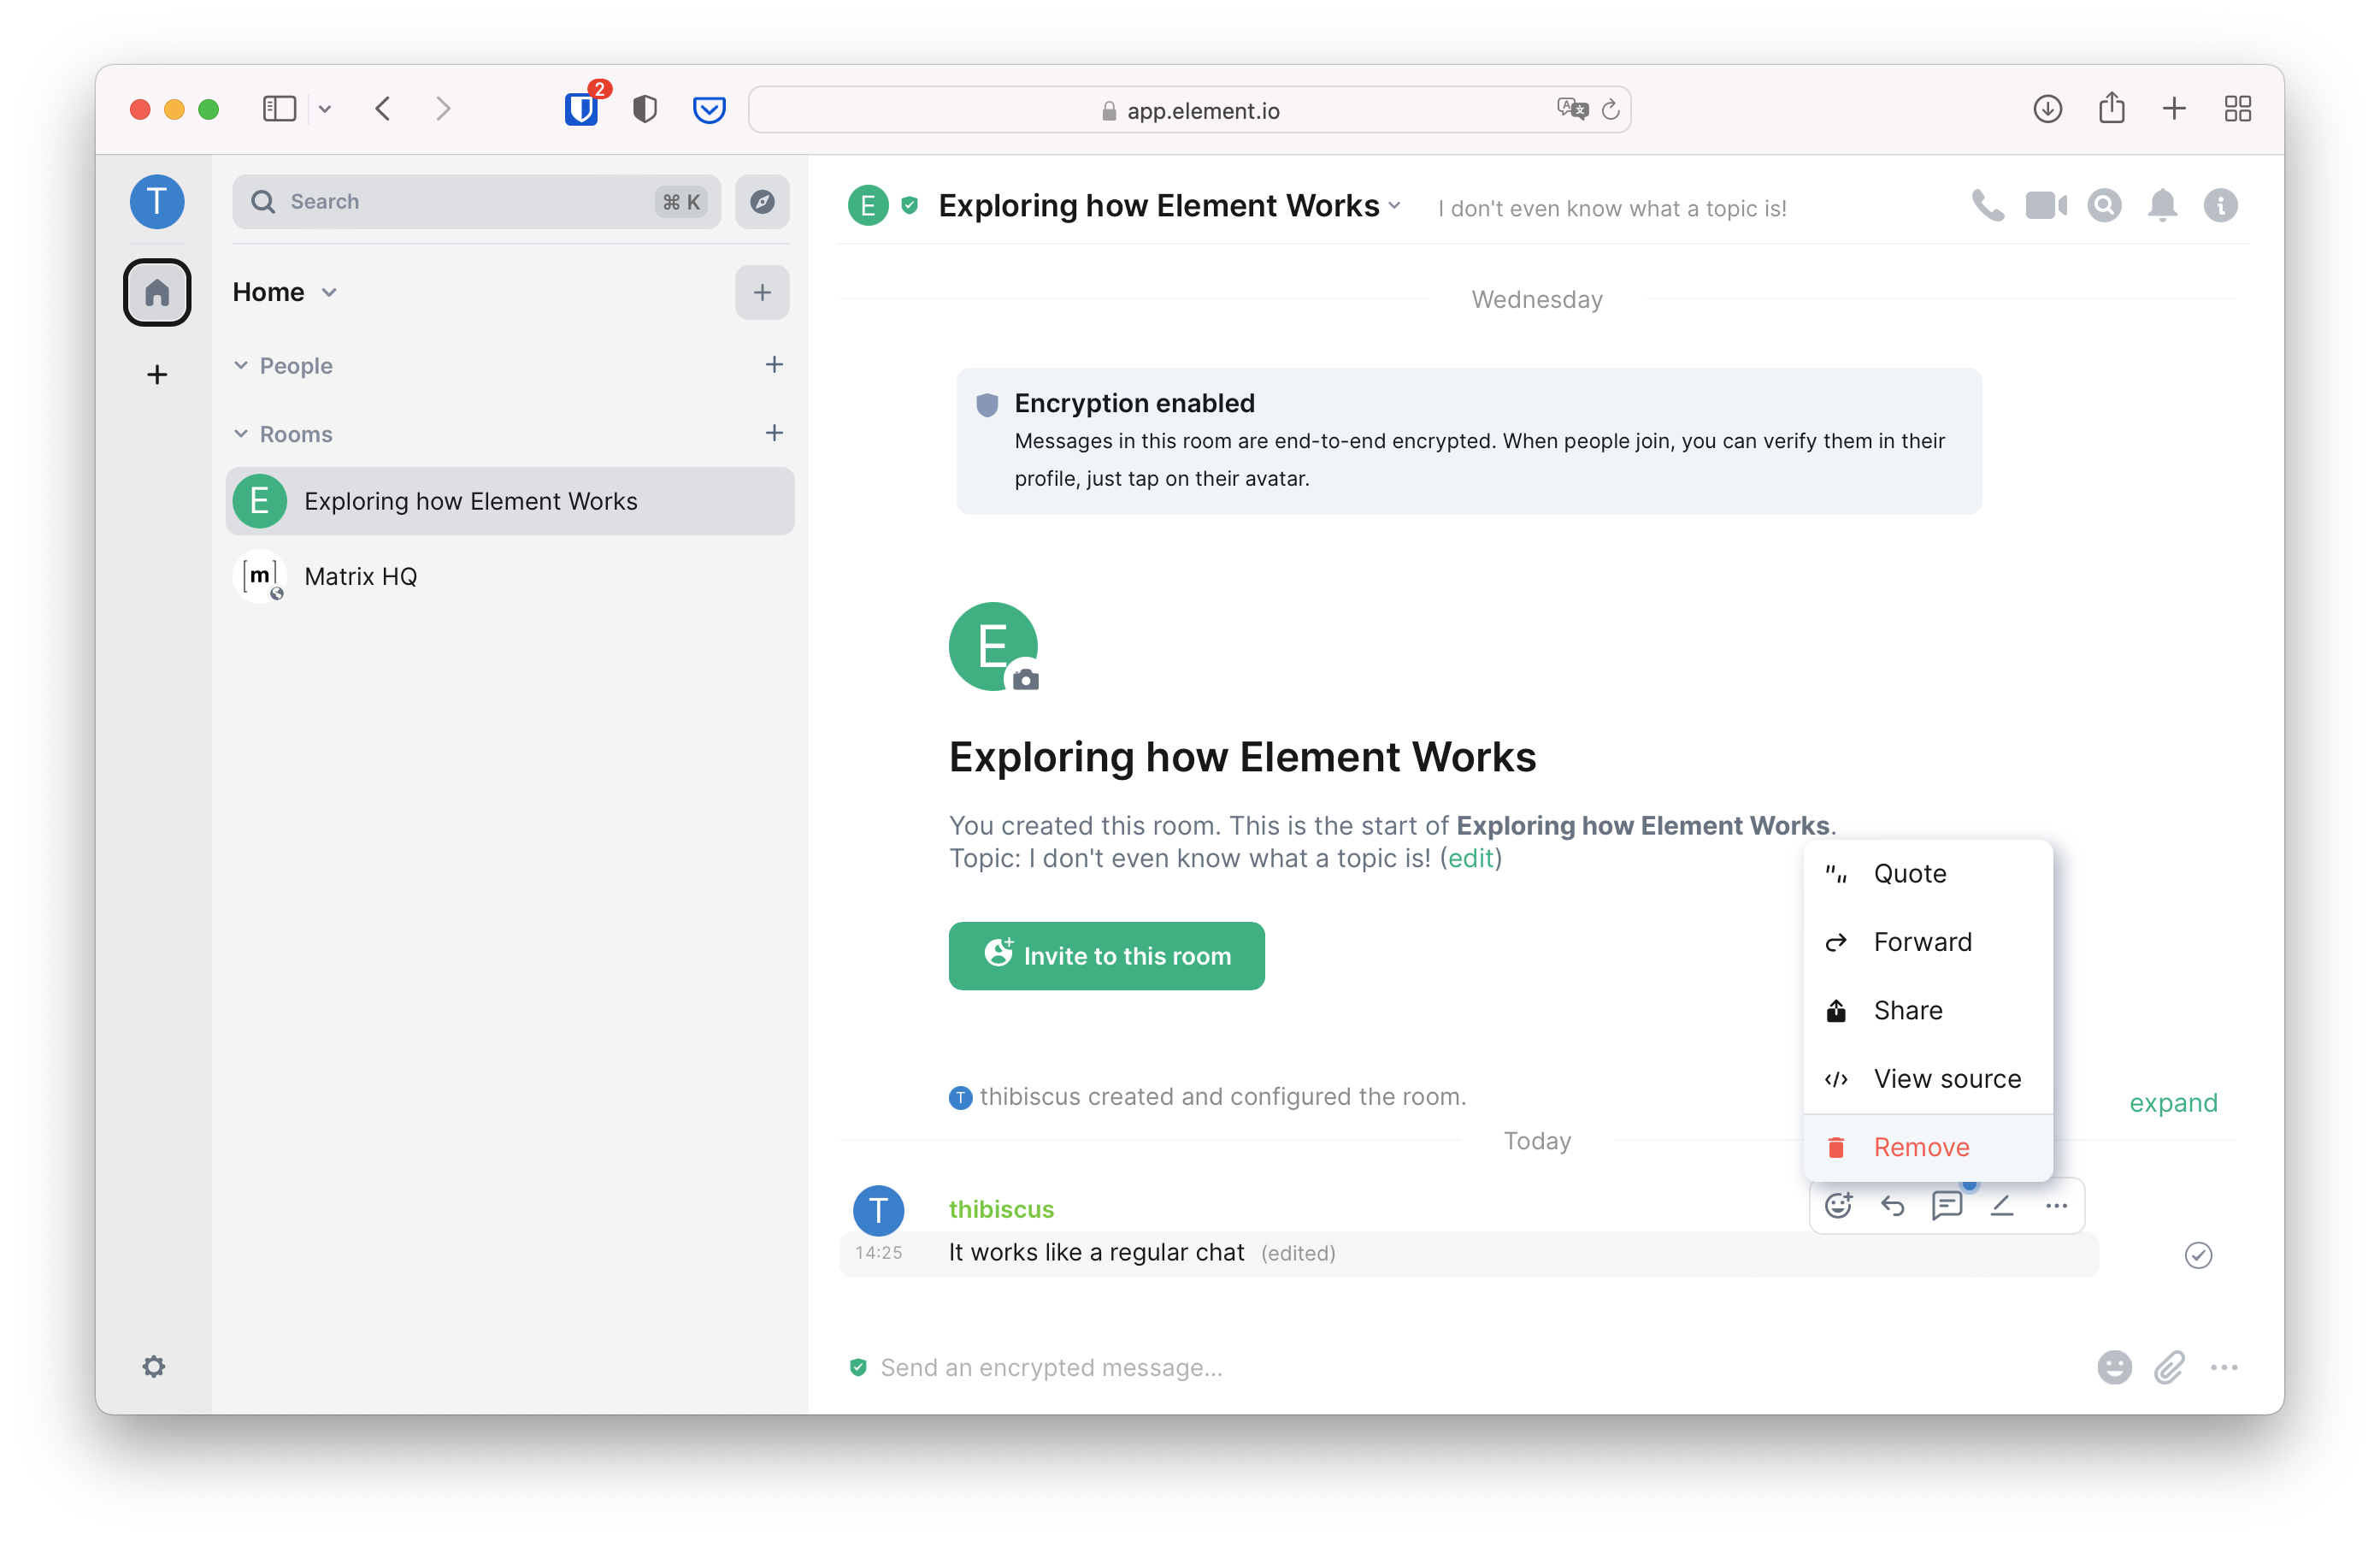 2
app.element.io
T
Search
⌘ K
Home
People
Rooms
E
Exploring how Element Works
[m]
Matrix HQ
E
Exploring how Element Works
I don't even know what a topic is!
Wednesday
Encryption enabled
Messages in this room are end-to-end encrypted. When people join, you can verify them in their
profile, just tap on their avatar.
E
Exploring how Element Works
You created this room. This is the start of Exploring how Element Works.
Topic: I don't even know what a topic is! (edit)
Invite to this room
Quote
Forward
Share
View source
Remove
T
thibiscus created and configured the room.
expand
Today
T
thibiscus
14:25
It works like a regular chat (edited)
Send an encrypted message...